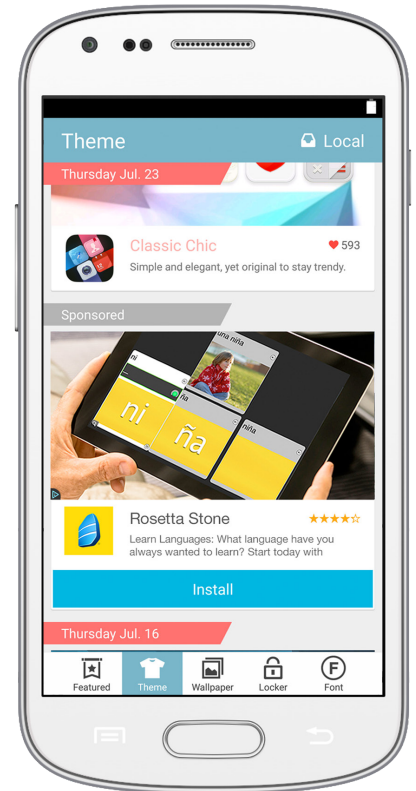 Theme
Local
Thursday Jul. 23
Classic Chic
593
Simple and elegant, yet original to stay trendy.
Sponsored
una niña
ni
ña
niña
ni
ña
Rosetta Stone
Learn Languages: What language have you
always wanted to learn? Start today with
Install
Thursday Jul. 16
Featured
Theme
Wallpaper
Locker
F
Font